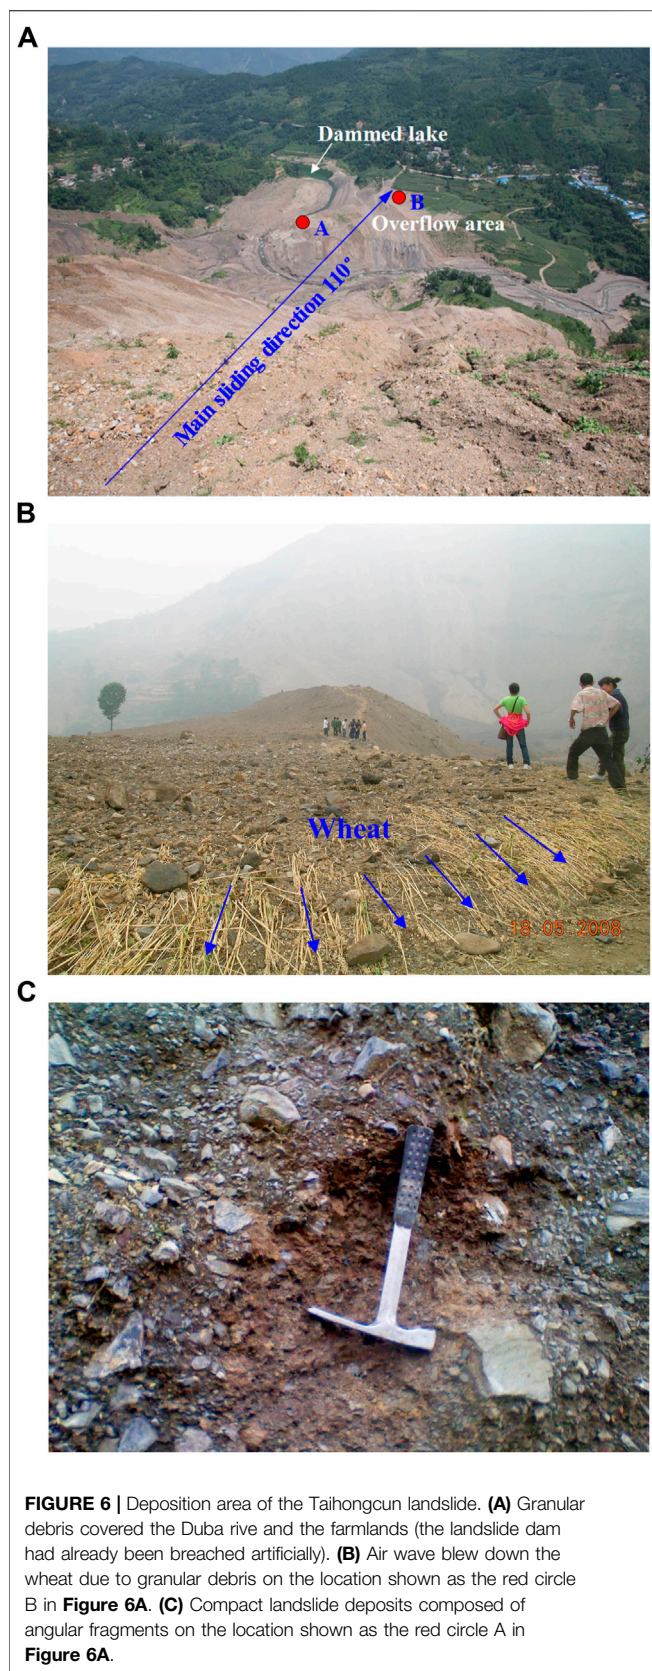 A
Dammed lake
B
A
Overflow area
Main sliding direction 110°
B
Wheat
18.05.2008
C
FIGURE 6 | Deposition area of the Taihongcun landslide. (A) Granular
debris covered the Duba rive and the farmlands (the landslide dam
had already been breached artificially). (B) Air wave blew down the
wheat due to granular debris on the location shown as the red circle
B in Figure 6A. (C) Compact landslide deposits composed of
angular fragments on the location shown as the red circle A in
Figure 6A.